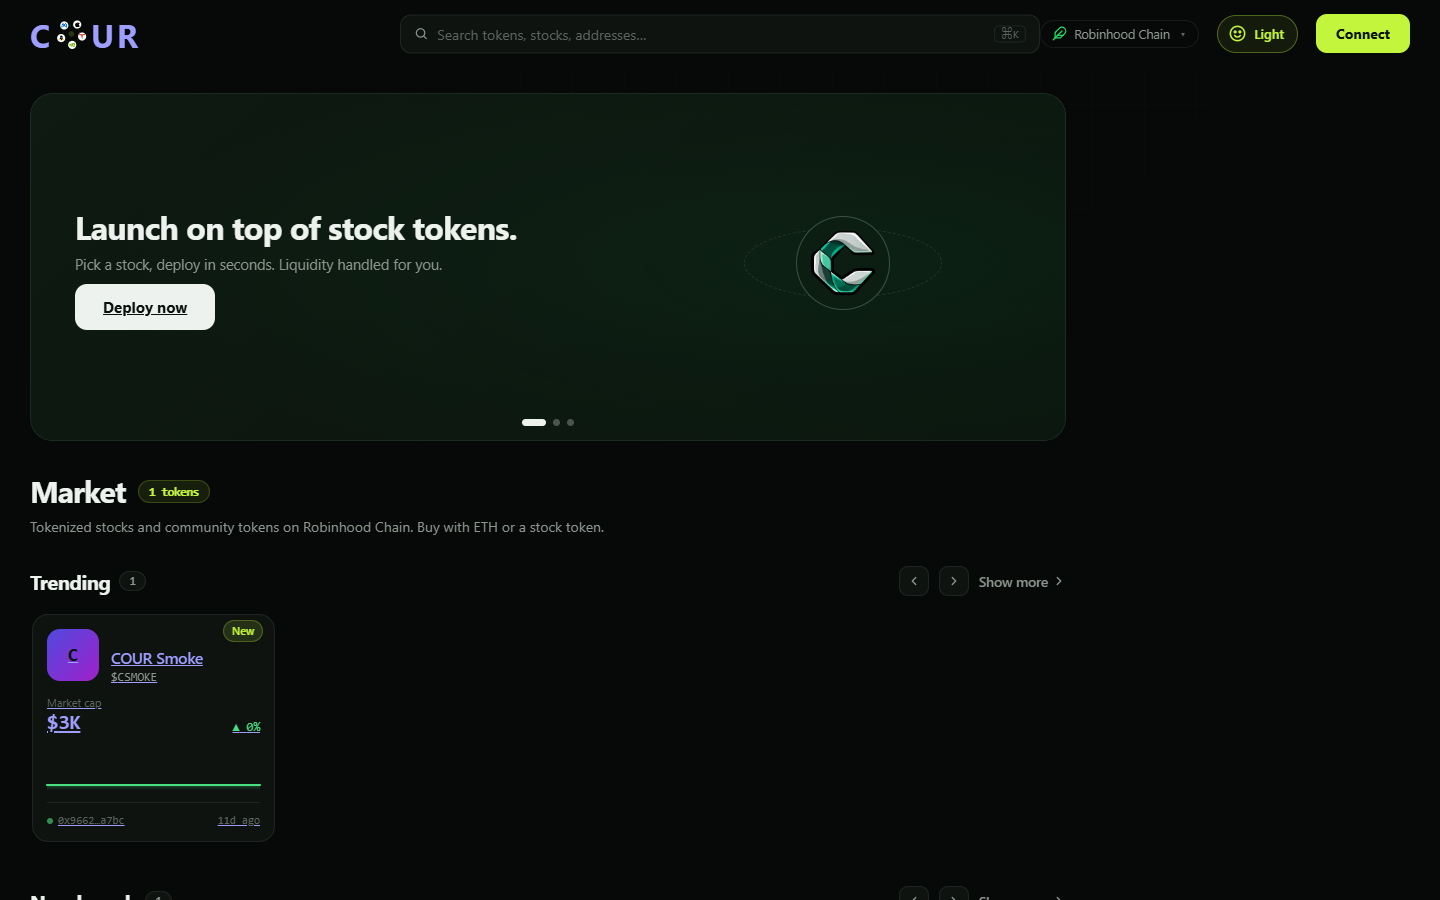 COUR
Search tokens, stocks, addresses...
⌘K
Robinhood Chain
Light
Connect
Launch on top of stock tokens.
Pick a stock, deploy in seconds. Liquidity handled for you.
Deploy now
Market
1 tokens
Tokenized stocks and community tokens on Robinhood Chain. Buy with ETH or a stock token.
Trending
1
Show more
New
C
COUR Smoke
$CSMOKE
Market cap
$3K
▲ 0%
0x9662…a7bc
11d ago